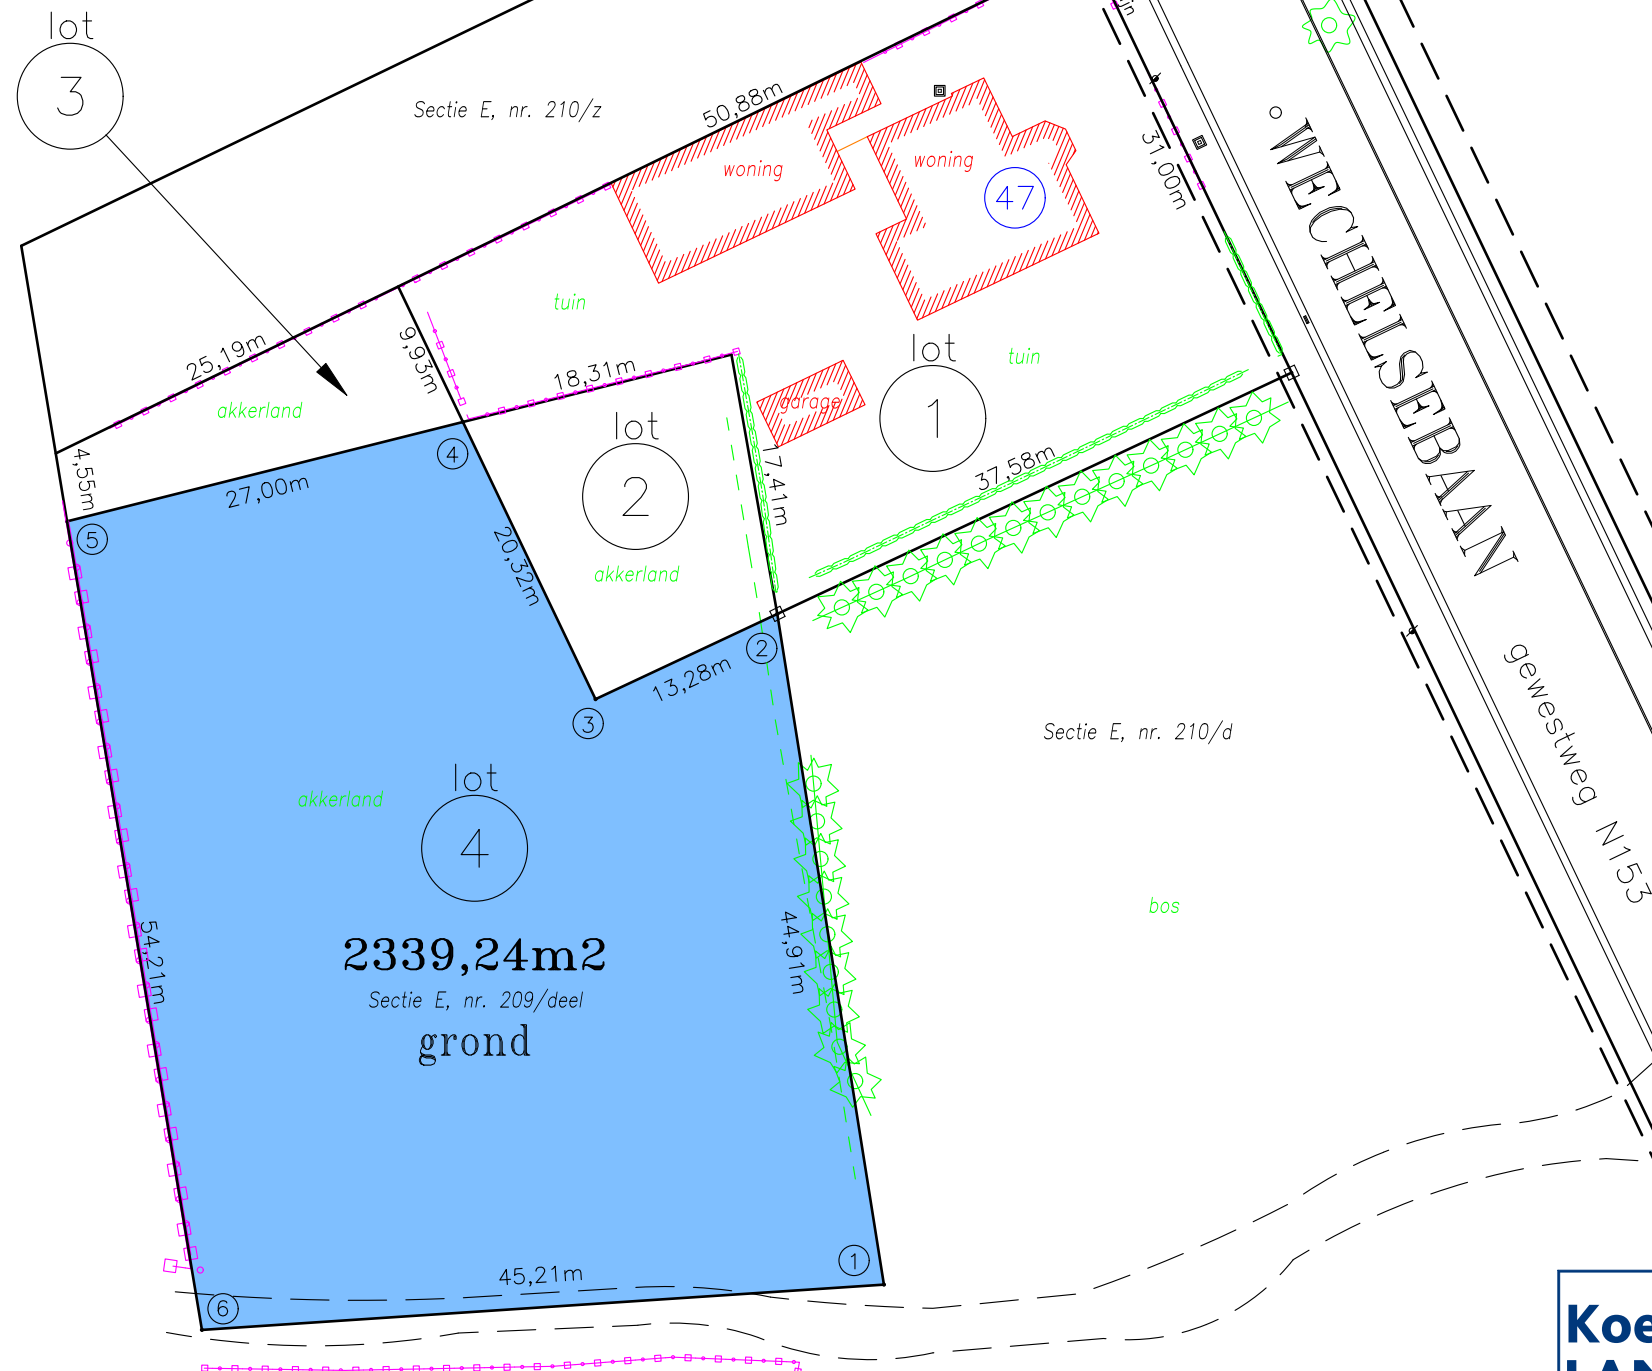 lot
3
Sectie E, nr. 210/z
50,88m
woning
woning
47
31,00m
WECHELSEBAAN
tuin
25,19m
9,93m
18,31m
lot
1
tuin
akkerland
garage
4
lot
2
17,41m
37,58m
4,55m
27,00m
5
20,32m
akkerland
2
13,28m
3
gewestweg N153
Sectie E, nr. 210/d
lot
4
akkerland
bos
54,21m
2339,24m2
44,91m
Sectie E, nr. 209/deel
grond
1
45,21m
6
Koe
LAN